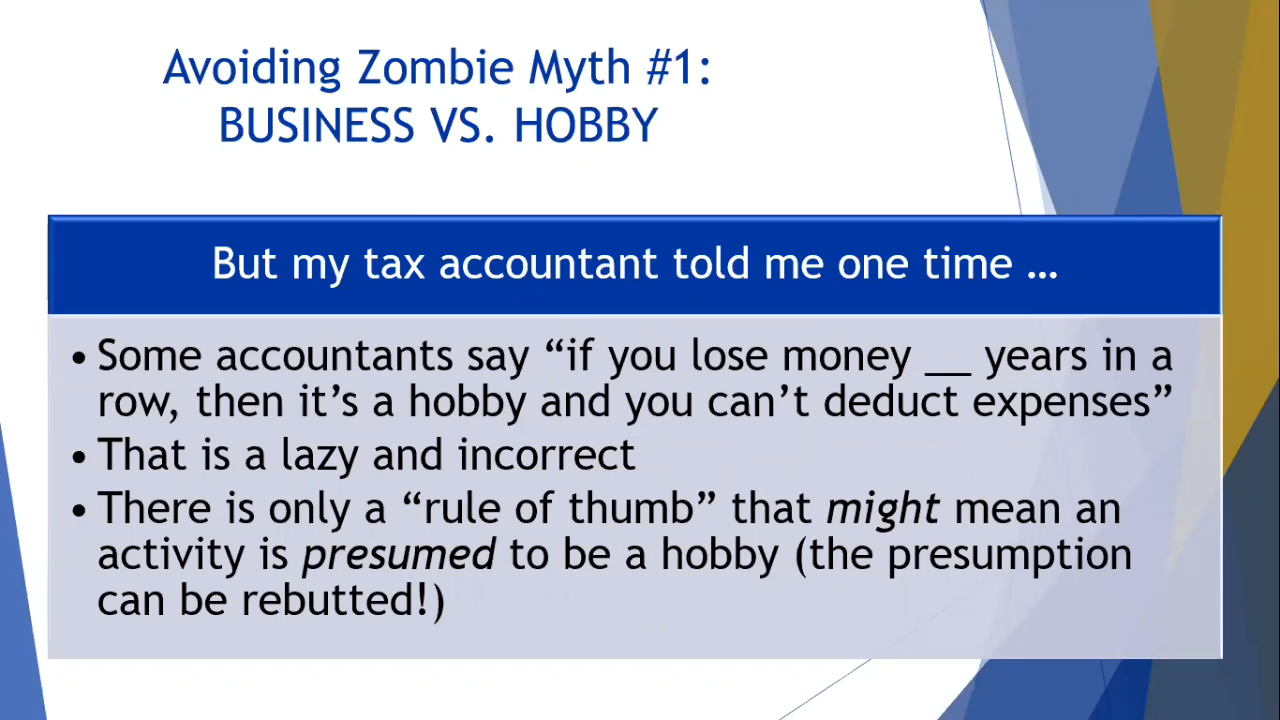 Avoiding Zombie Myth #1:
BUSINESS VS. HOBBY
But my tax accountant told me one time …
• Some accountants say “if you lose money __ years in a
row, then it’s a hobby and you can’t deduct expenses”
• That is a lazy and incorrect
• There is only a “rule of thumb” that might mean an
activity is presumed to be a hobby (the presumption
can be rebutted!)